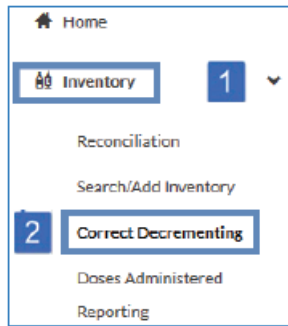 Home
Inventory 1
Reconciliation
Search/Add Inventory
2 Correct Decrementing
Doses Administered
Reporting